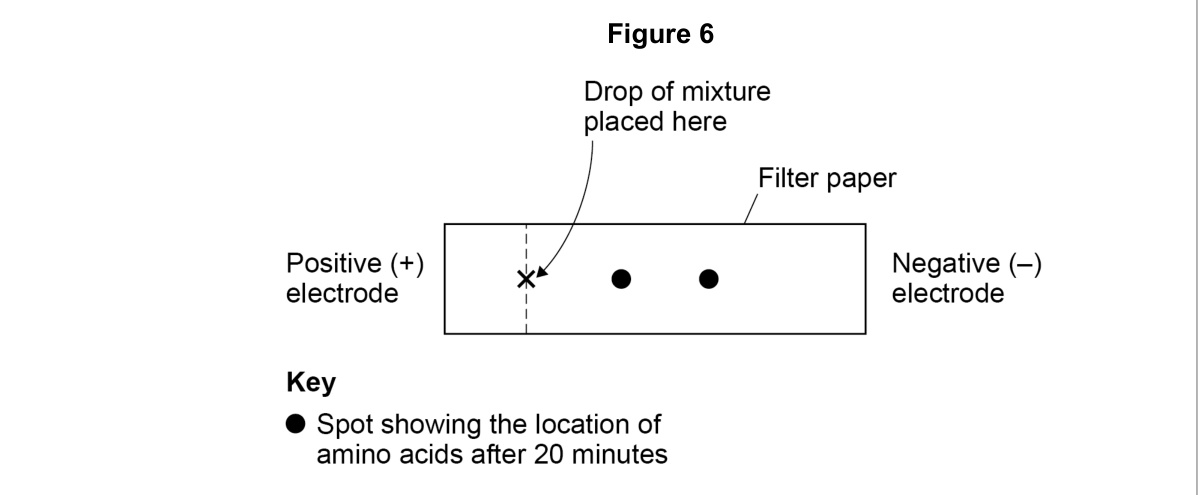 Figure 6
Drop of mixture
placed here
Filter paper
Positive (+)
electrode
Negative (–)
electrode
Key
Spot showing the location of
amino acids after 20 minutes